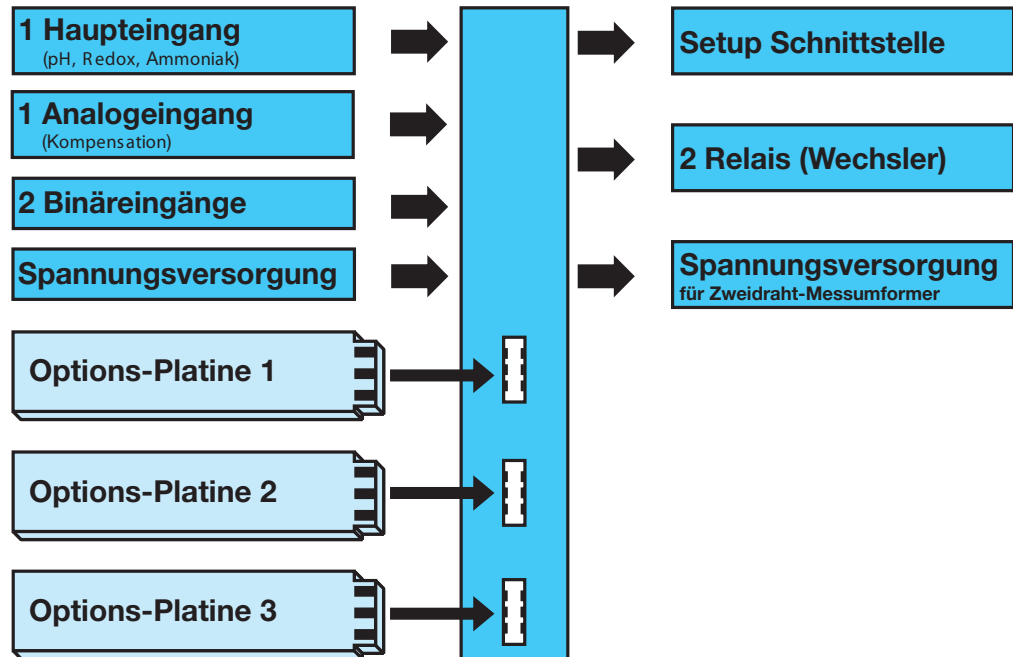 1 Haupteingang
(pH, Redox, Ammoniak)
1 Analogeingang
(Kompensation)
2 Binäreingänge
Spannungsversorgung
Options-Platine 1
Options-Platine 2
Options-Platine 3
Setup Schnittstelle
2 Relais (Wechsler)
Spannungsversorgung
für Zweidraht-Messumformer